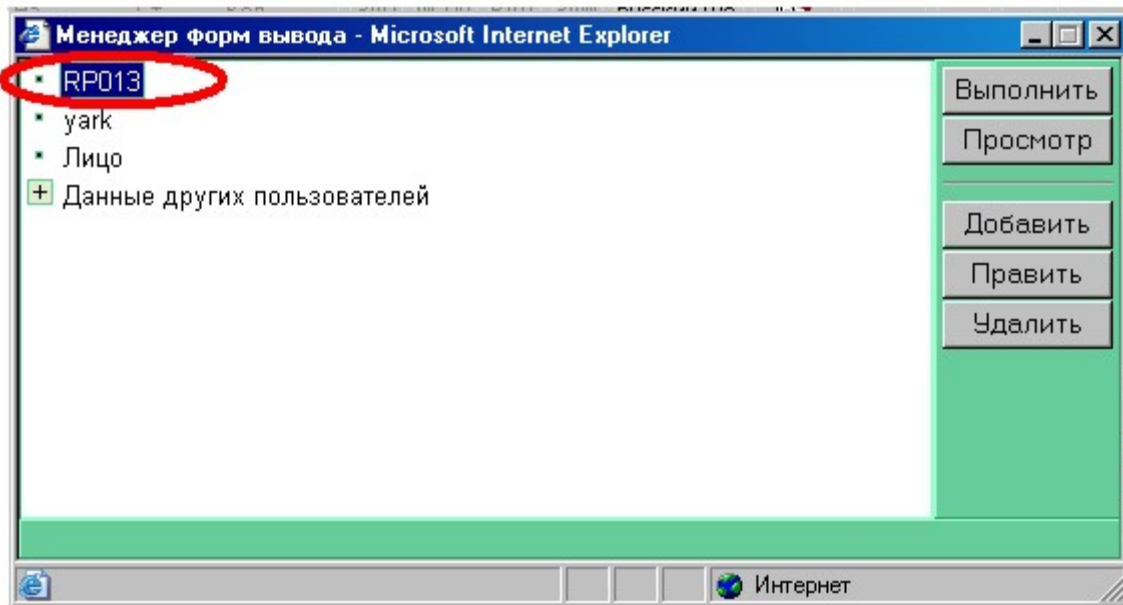 Менеджер форм вывода - Microsoft Internet Explorer
RP013
yark
Лицо
Данные других пользователей
Выполнить
Просмотр
Добавить
Править
Удалить
Интернет